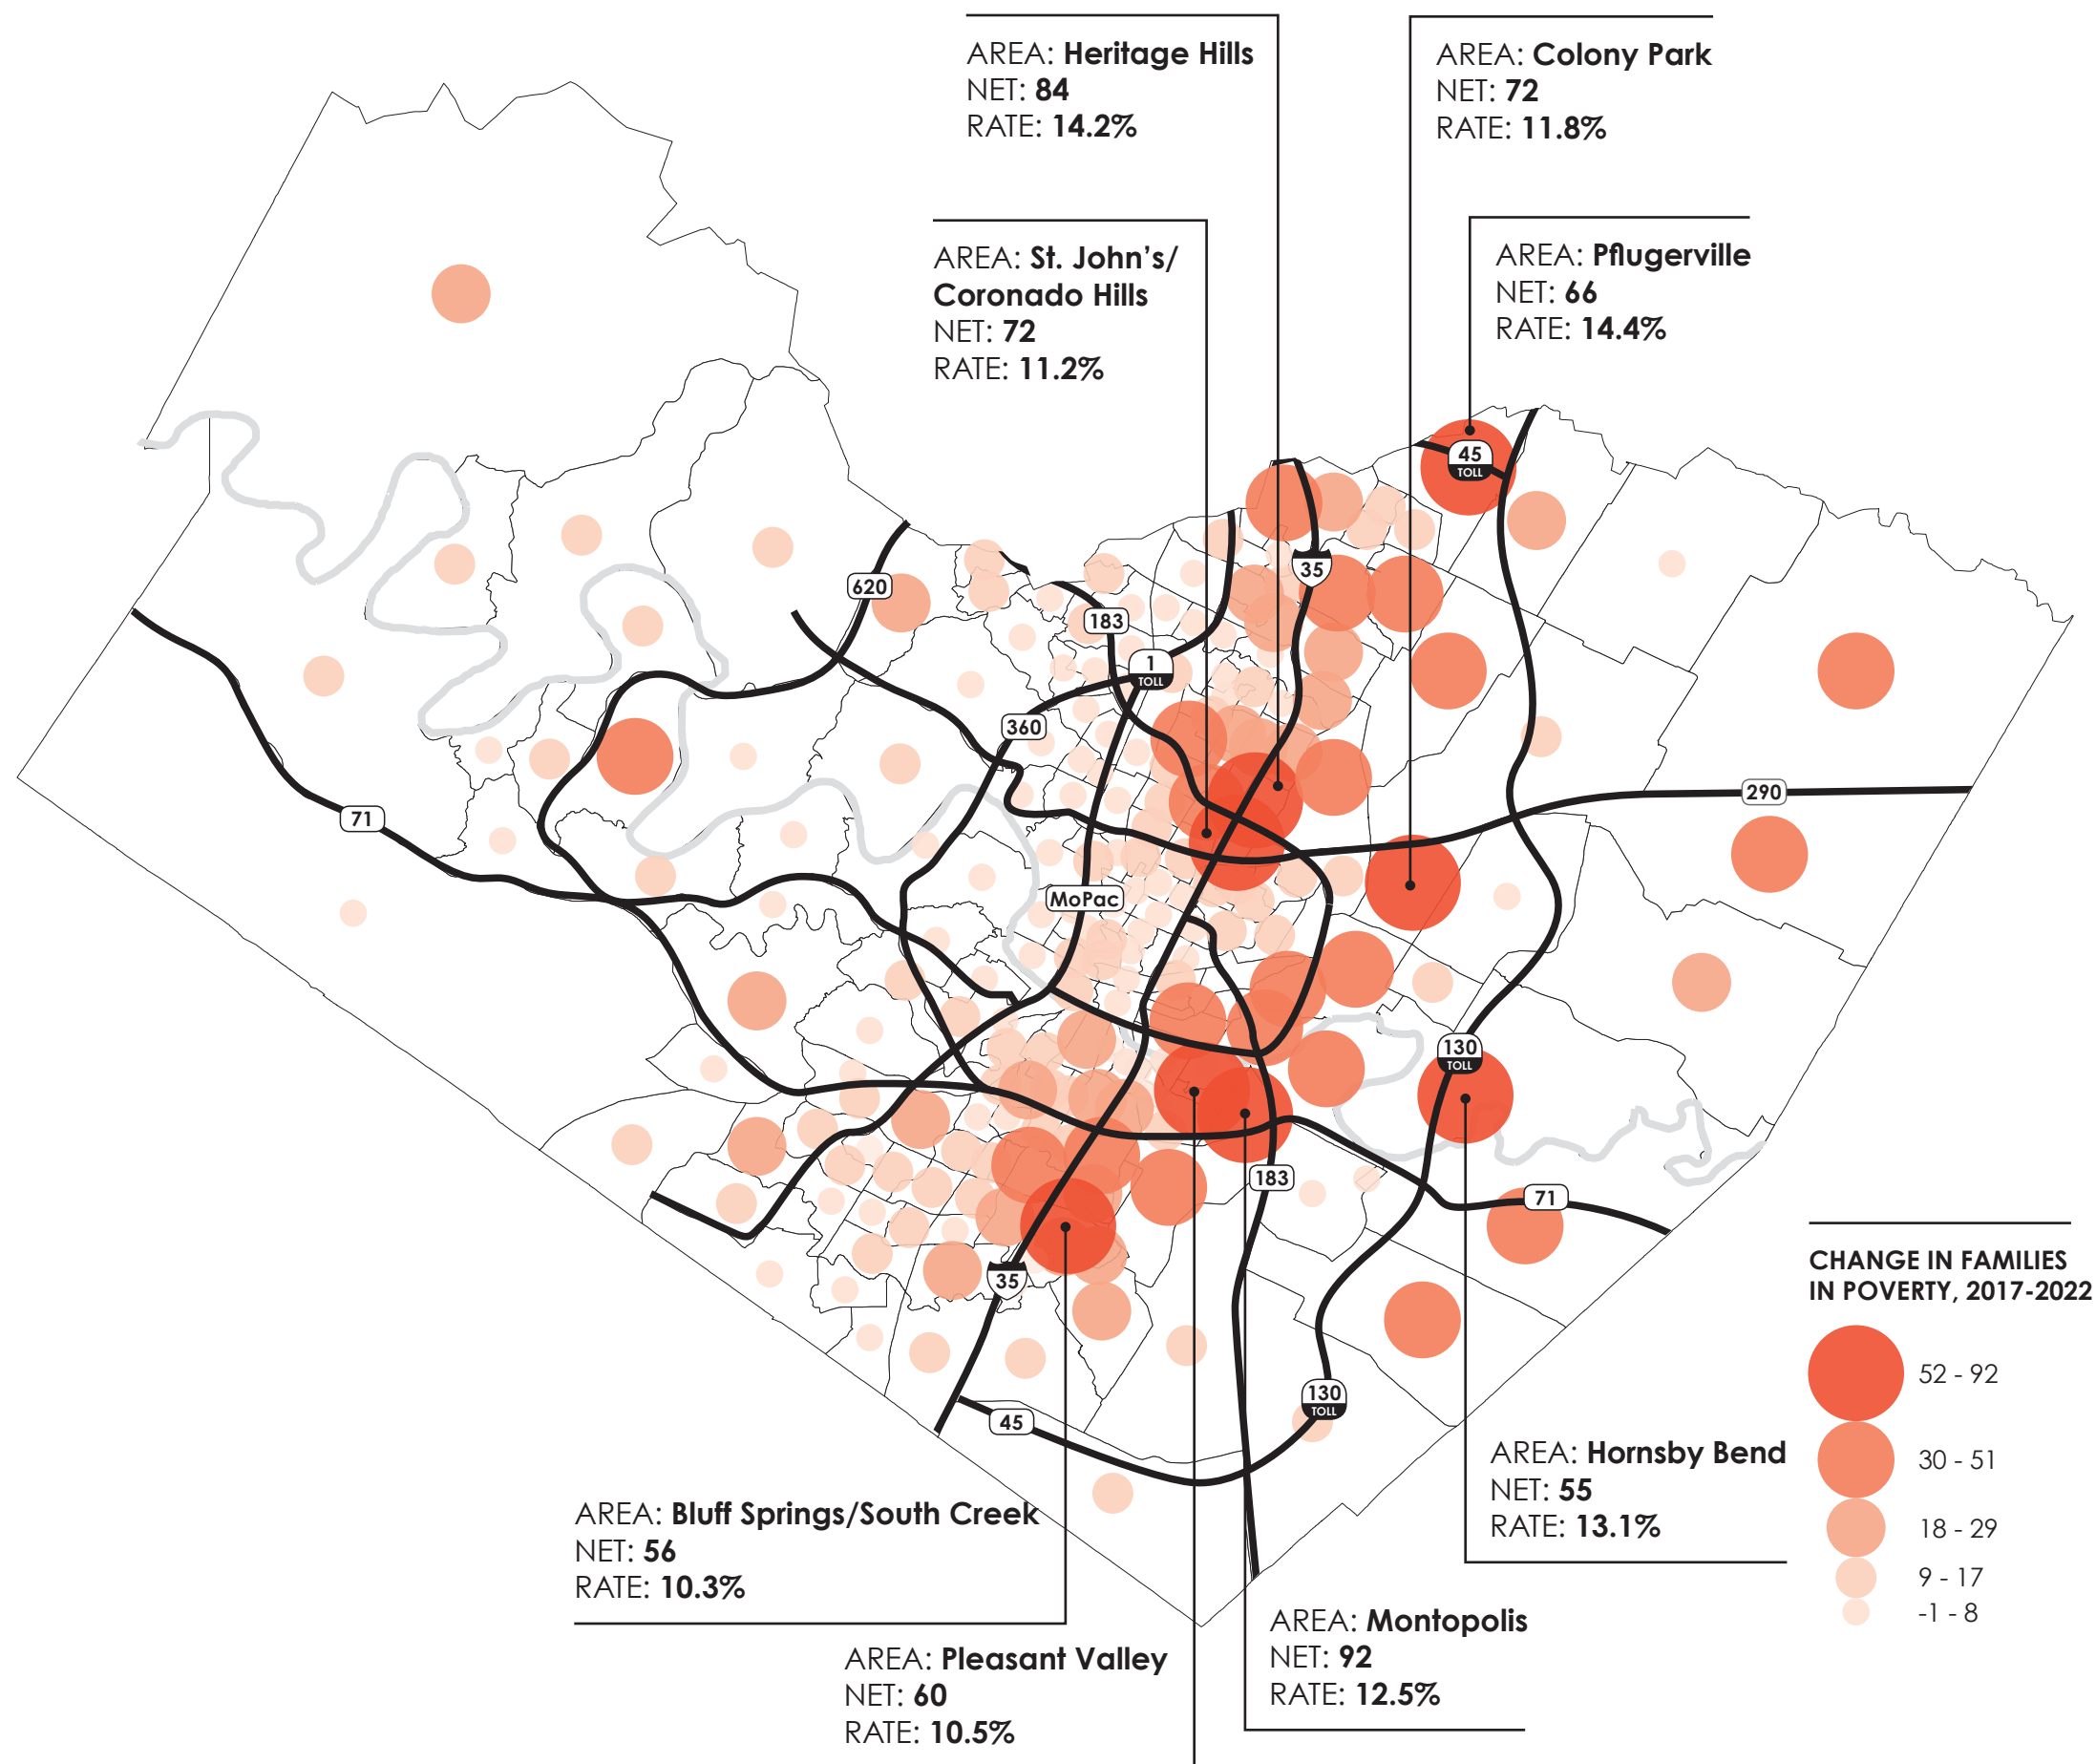 AREA: Heritage Hills
NET: 84
RATE: 14.2%
AREA: Colony Park
NET: 72
RATE: 11.8%
AREA: St. John's/
Coronado Hills
NET: 72
RATE: 11.2%
AREA: Pflugerville
NET: 66
RATE: 14.4%
45
TOLL
35
620
183
1
TOLL
360
290
71
MoPac
130
TOLL
183
71
35
130
TOLL
45
CHANGE IN FAMILIES
IN POVERTY, 2017-2022
52 - 92
30 - 51
18 - 29
9 - 17
-1 - 8
AREA: Hornsby Bend
NET: 55
RATE: 13.1%
AREA: Bluff Springs/South Creek
NET: 56
RATE: 10.3%
AREA: Montopolis
NET: 92
RATE: 12.5%
AREA: Pleasant Valley
NET: 60
RATE: 10.5%